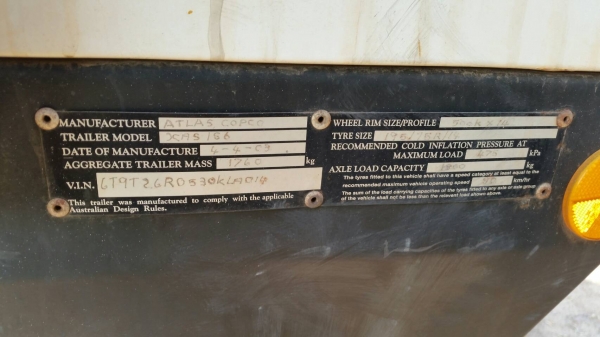 MANUFACTURER ATLAS COPCO
TRAILER MODEL XAS 186
DATE OF MANUFACTURE 4-4-03
AGGREGATE TRAILER MASS 1760 kg
V.I.N.
This trailer was manufactured to comply with the applicable
Australian Design Rules.
WHEEL RIM SIZE/PROFILE
TYRE SIZE
RECOMMENDED COLD INFLATION PRESSURE AT
MAXIMUM LOAD kPa
AXLE LOAD CAPACITY kg
The tyres fitted to this vehicle shall have a speed category at least equal to the
recommended maximum vehicle operating speed km/hr
The sum of the load carrying capacities of the tyres fitted to any axle or axle group
of the vehicle shall not be less than the relevant load shown above.